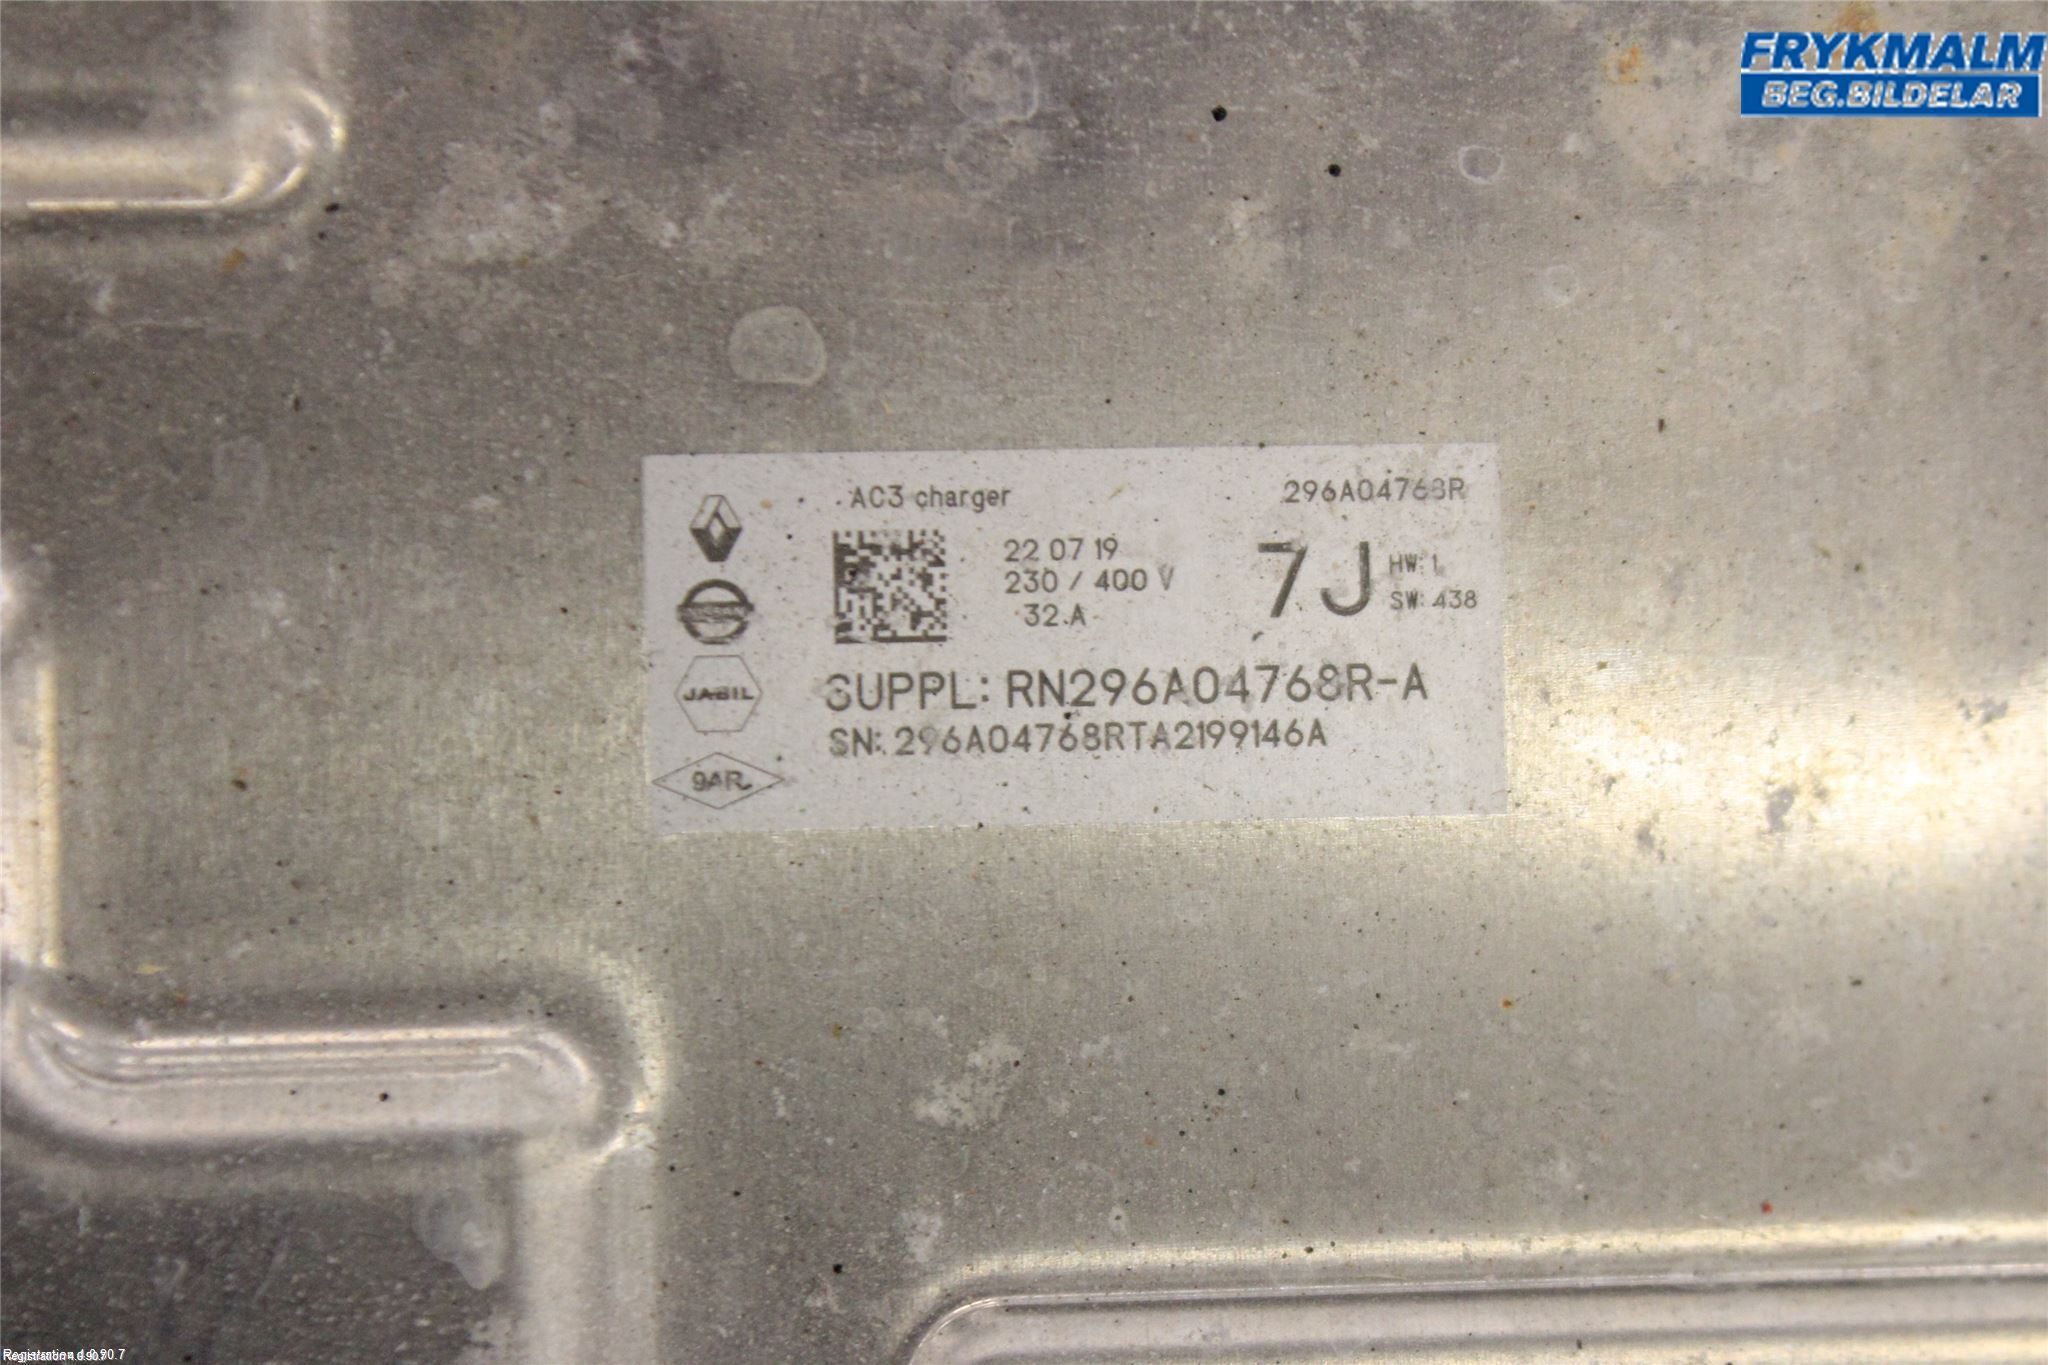 FRYKMALM
BEG.BILDELAR
AC3 charger
296A04768R
22 07 19
230 / 400 V
32 A
7J
HW: 1
SW: 438
NISSAN
JABIL
SUPPL: RN296A04768R-A
SN: 296A04768RTA2199146A
9AR